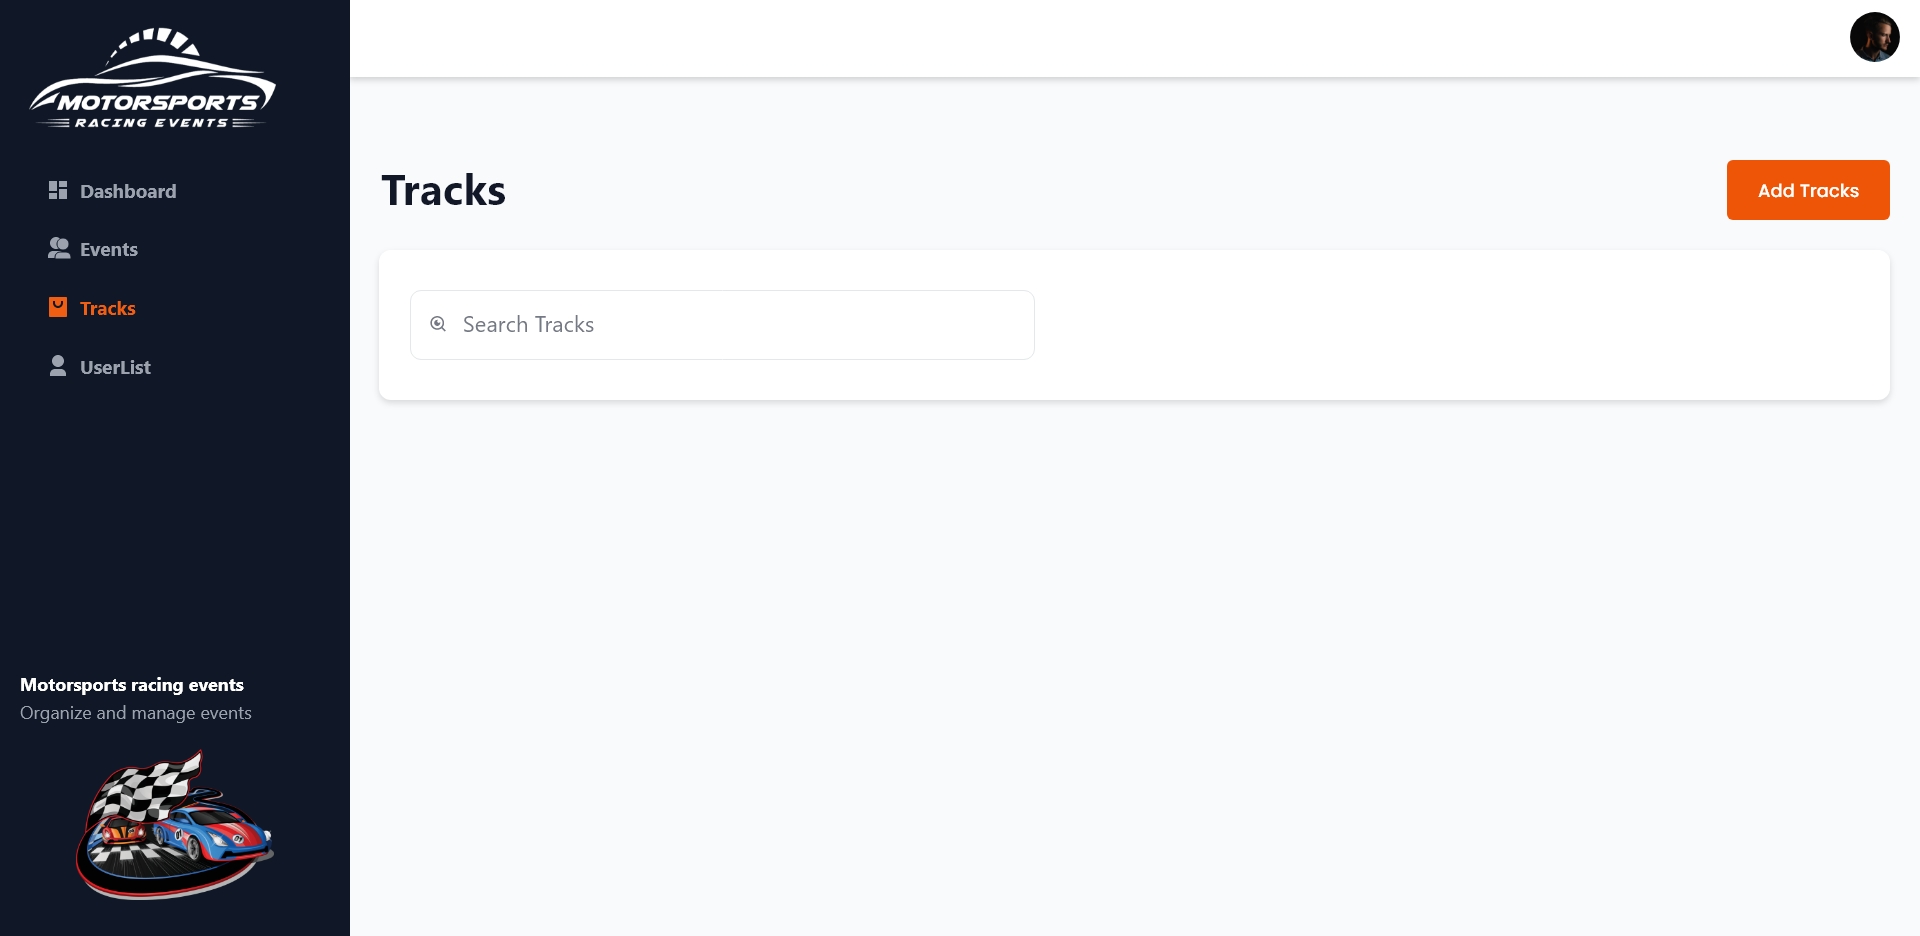 MOTORSPORTS
RACING EVENTS
Dashboard
Events
Tracks
UserList
Motorsports racing events
Organize and manage events
Tracks
Add Tracks
Search Tracks